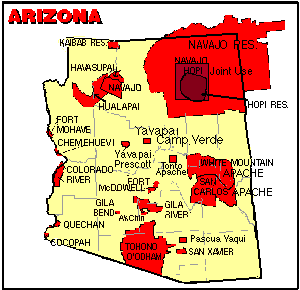 ARIZONA
KAIBAB RES.
NAVAJO RES.
HAVASUPAI
NAVAJO
HOPI
Joint Use
NAVAJO
HUALAPAI
HOPI RES.
FORT
MOHAVE
CHEMEHUEVI
Yavapai
Camp Verde
Yavapai
Prescott
Tonto
Apache
WHITE MOUNTAIN
APACHE
COLORADO
RIVER
FORT
McDOWELL
SAN
CARLOS APACHE
GILA
BEND
GILA
RIVER
Akchin
QUECHAN
COCOPAH
TOHONO
O'ODHAM
Pascua Yaqui
SAN XAVIER